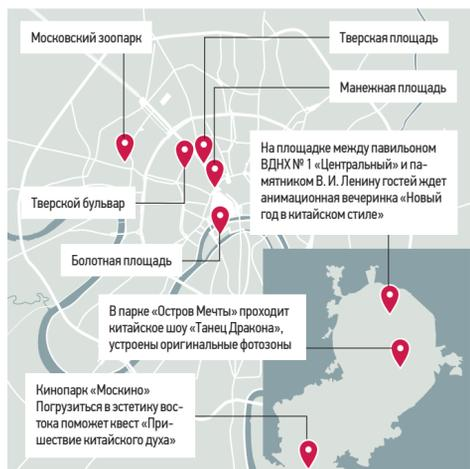 Московский зоопарк
Тверская площадь
Манежная площадь
На площадке между павильоном
ВДНХ № 1 «Центральный» и па-
мятником В. И. Ленину гостей ждет
анимационная вечеринка «Новый
год в китайском стиле»
Тверской бульвар
Болотная площадь
В парке «Остров Мечты» проходит
китайское шоу «Танец Дракона»,
устроены оригинальные фотозоны
Кинопарк «Москино»
Погрузиться в эстетику вос-
тока поможет квест «При-
шествие китайского духа»